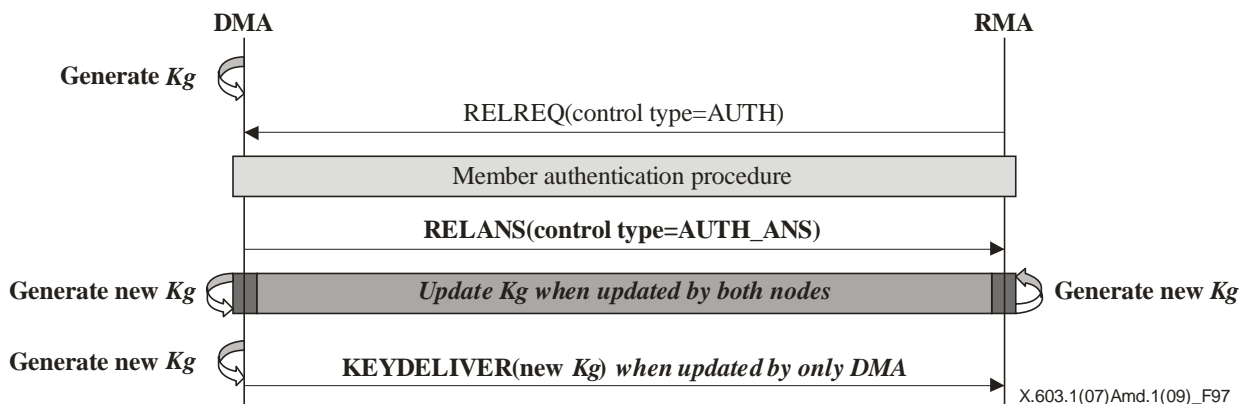 DMA
RMA
Generate Kg
RELREQ(control type=AUTH)
Member authentication procedure
RELANS(control type=AUTH_ANS)
Generate new Kg
Update Kg when updated by both nodes
Generate new Kg
Generate new Kg
KEYDELIVER(new Kg) when updated by only DMA
X.603.1(07)Amd.1(09)_F97